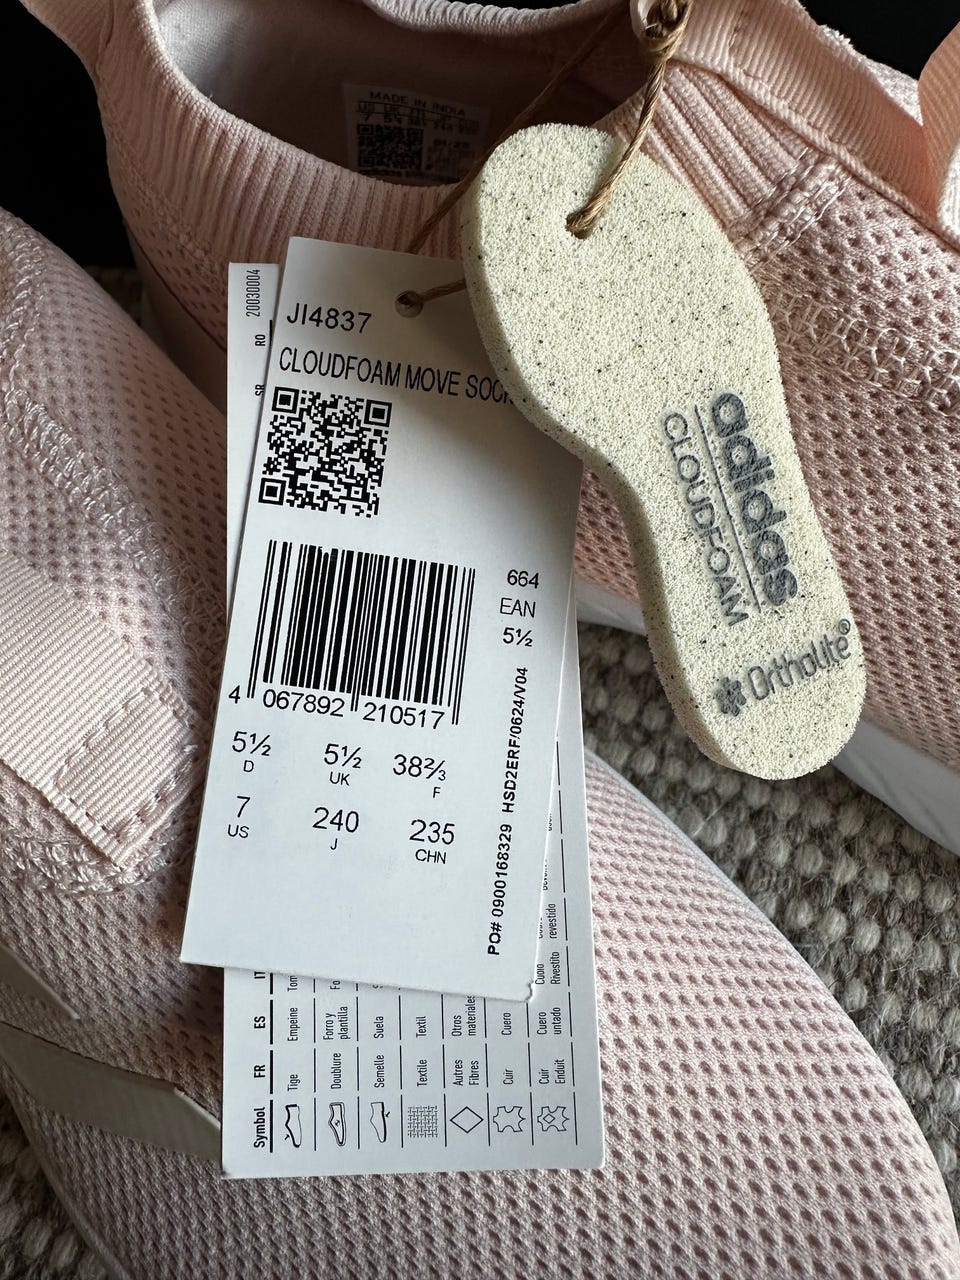 MADE IN INDIA
20030004
RO
SR
JI4837
CLOUDFOAM MOVE SOC
664
EAN
5½
4 067892 210517
5½
D
5½
UK
38⅔
F
7
US
240
J
235
CHN
PO# 0900168329 HSD2ERF/0624/V04
adidas
CLOUDFOAM
Ortholite®
IT
Cuoio
Rivestito
revestido
ES
Empeine
Forro y
plantilla
Suela
Textil
Otros
materiales
Cuero
Cuero
untado
FR
Tige
Doublure
Semelle
Textile
Autres
Fibres
Cuir
Cuir
Enduit
Symbol